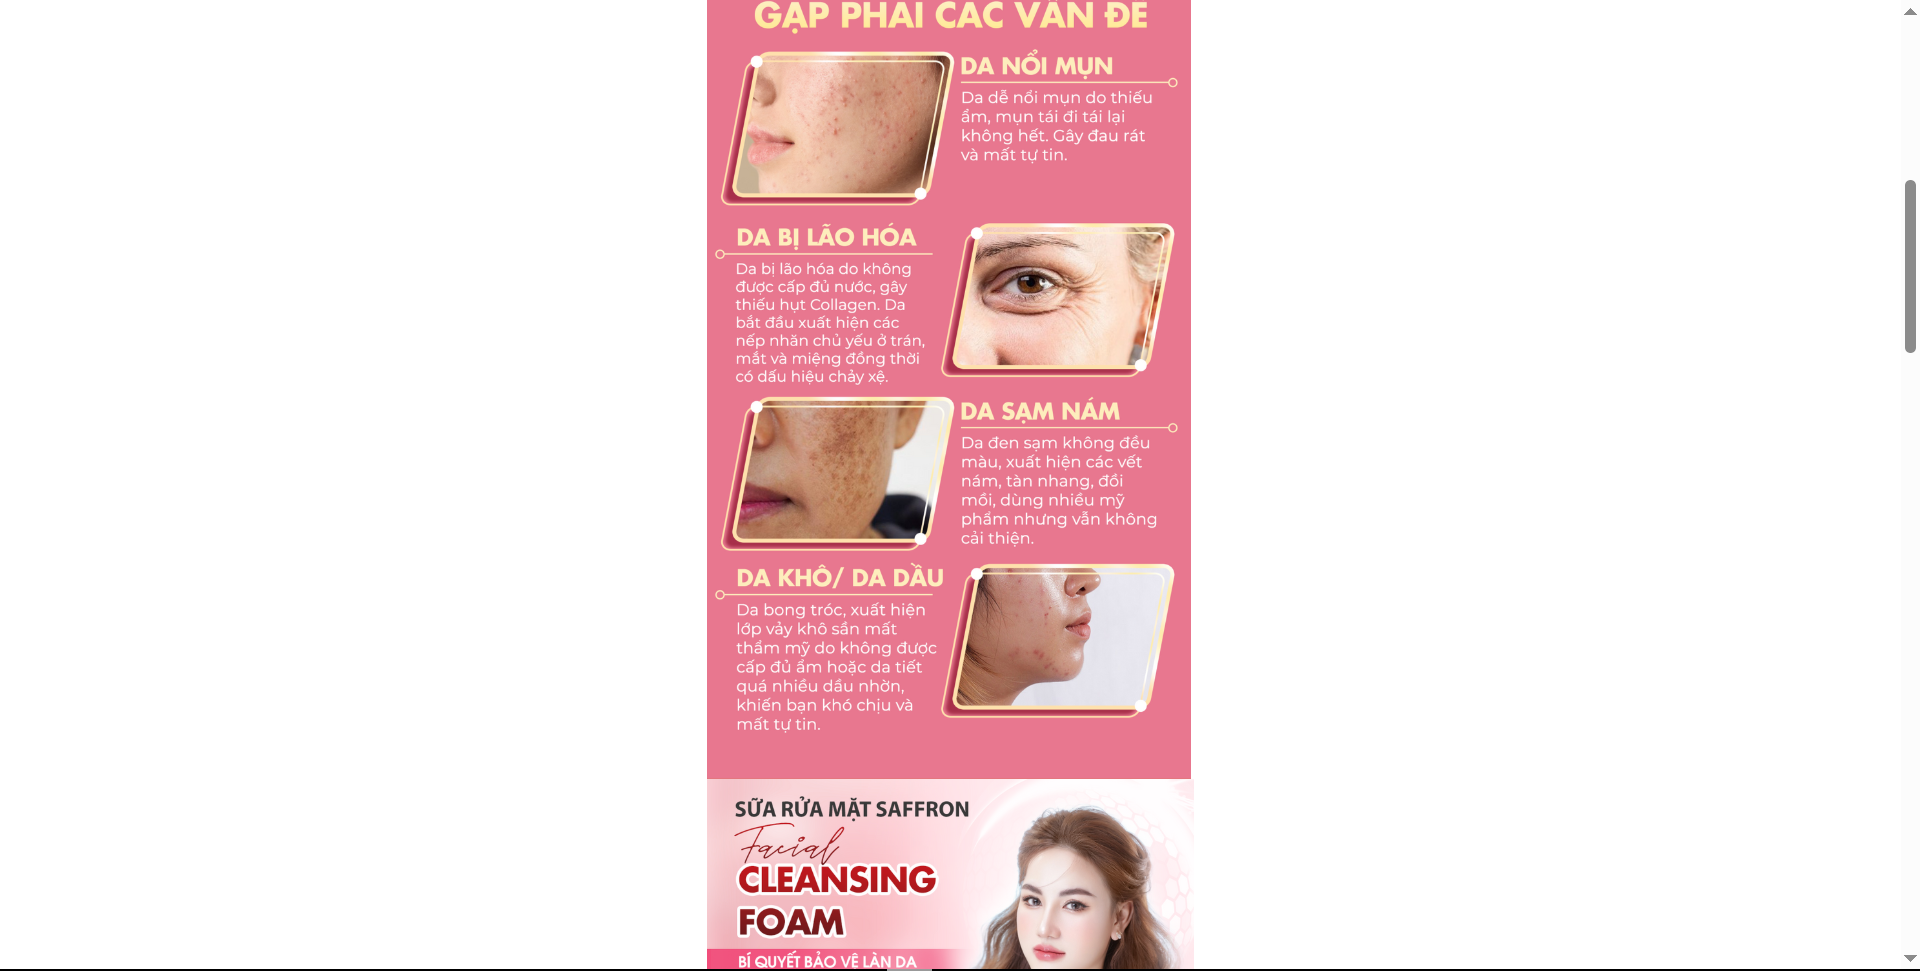 GẶP PHẢI CÁC VẤN ĐỀ
DA NỔI MỤN
Da dễ nổi mụn do thiếu
ẩm, mụn tái đi tái lại
không hết. Gây đau rát
và mất tự tin.
DA BỊ LÃO HÓA
Da bị lão hóa do không
được cấp đủ nước, gây
thiếu hụt Collagen. Da
bắt đầu xuất hiện các
nếp nhăn chủ yếu ở trán,
mắt và miệng đồng thời
có dấu hiệu chảy xệ.
DA SẠM NÁM
Da đen sạm không đều
màu, xuất hiện các vết
nám, tàn nhang, đồi
mồi, dùng nhiều mỹ
phẩm nhưng vẫn không
cải thiện.
DA KHÔ/ DA DẦU
Da bong tróc, xuất hiện
lớp vảy khô sần mất
thẩm mỹ do không được
cấp đủ ẩm hoặc da tiết
quá nhiều dầu nhờn,
khiến bạn khó chịu và
mất tự tin.
SỮA RỬA MẶT SAFFRON
Facial
CLEANSING
FOAM
BÍ QUYẾT BẢO VỆ LÀN DA